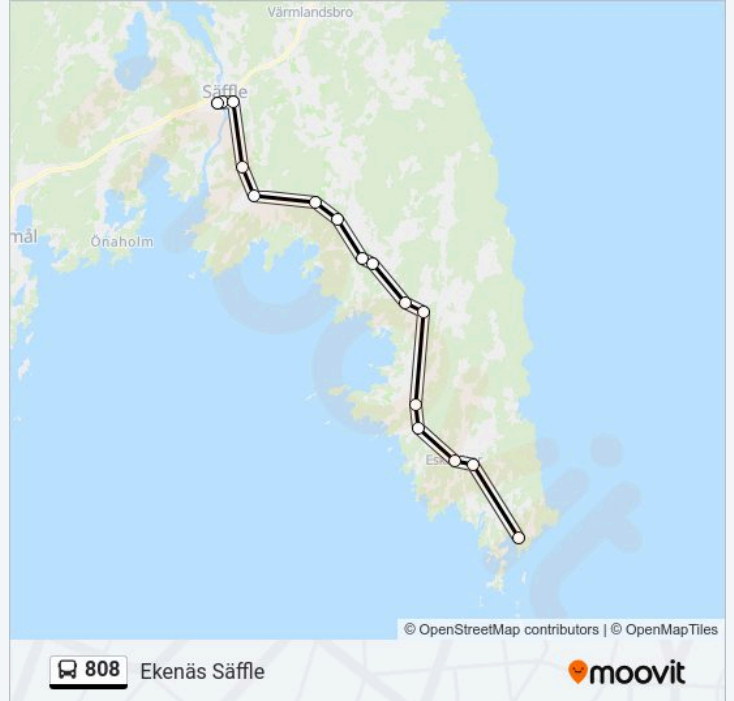 Värmlandsbro
Säffle
mål
Önaholm
© OpenStreetMap contributors | © OpenMapTiles
808 Ekenäs Säffle
moovit